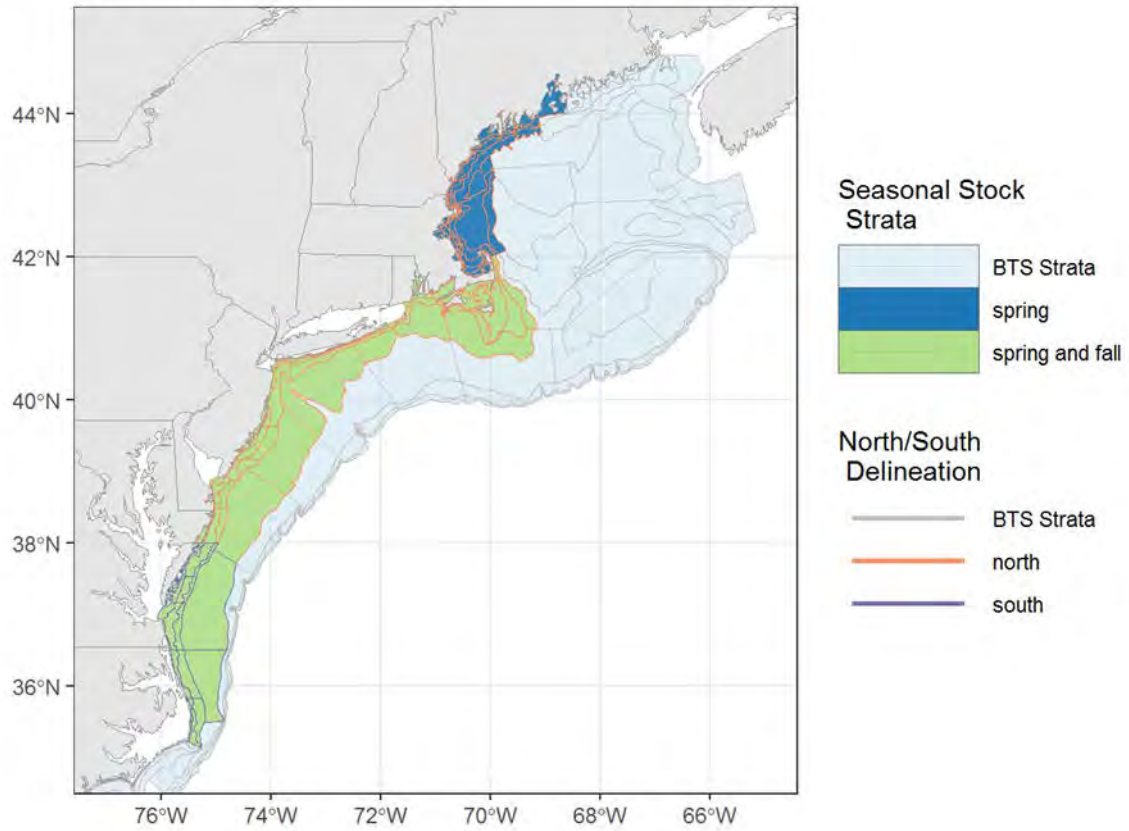 44°N
42°N
40°N
38°N
36°N
76°W 74°W 72°W 70°W 68°W 66°W
Seasonal Stock
Strata
BTS Strata
spring
spring and fall
North/South
Delineation
BTS Strata
north
south